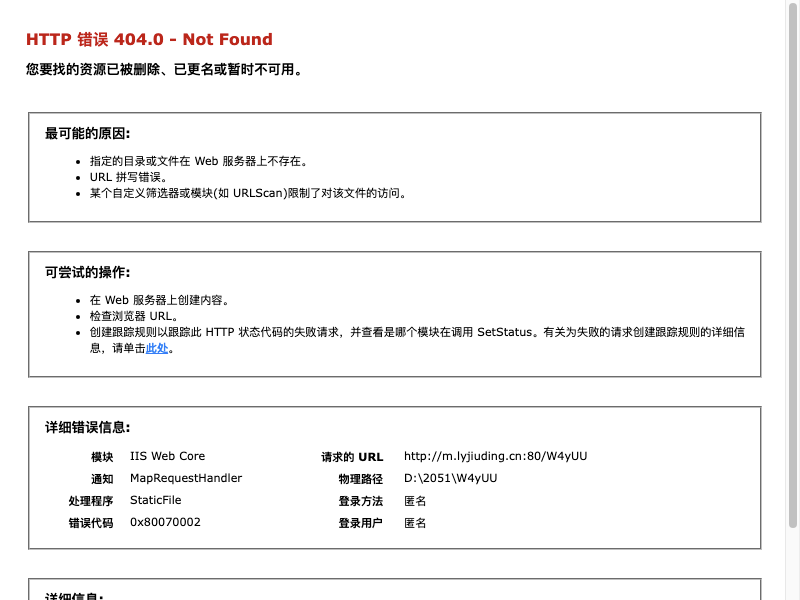 HTTP 错误 404.0 - Not Found
您要找的资源已被删除、已更名或暂时不可用。
最可能的原因:
指定的目录或文件在 Web 服务器上不存在。
URL 拼写错误。
某个自定义筛选器或模块(如 URLScan)限制了对该文件的访问。
可尝试的操作:
在 Web 服务器上创建内容。
检查浏览器 URL。
创建跟踪规则以跟踪此 HTTP 状态代码的失败请求，并查看是哪个模块在调用 SetStatus。有关为失败的请求创建跟踪规则的详细信
息，请单击此处。
详细错误信息:
模块 IIS Web Core 请求的 URL http://m.lyjiuding.cn:80/W4yUU
通知 MapRequestHandler 物理路径 D:\2051\W4yUU
处理程序 StaticFile 登录方法 匿名
错误代码 0x80070002 登录用户 匿名
详细信息: